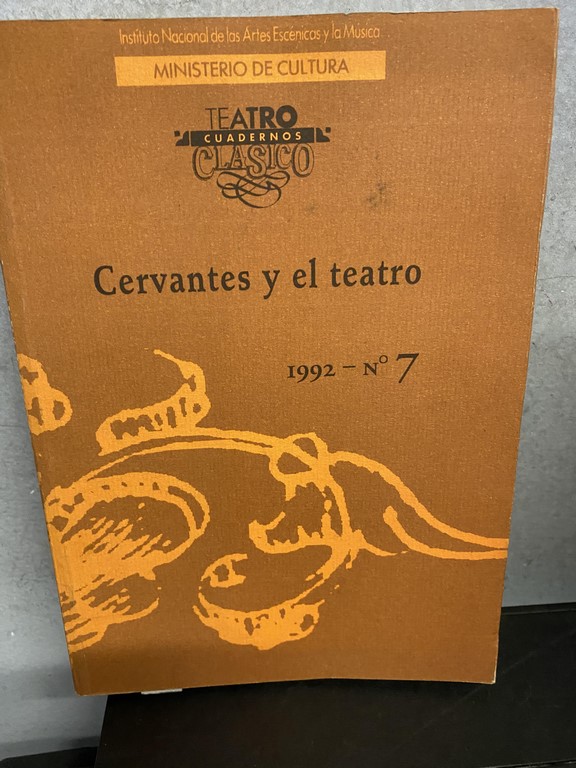 Instituto Nacional de las Artes Escénicas y la Música
MINISTERIO DE CULTURA
TEATRO
CUADERNOS
CLASICO
Cervantes y el teatro
1992 – Nº 7